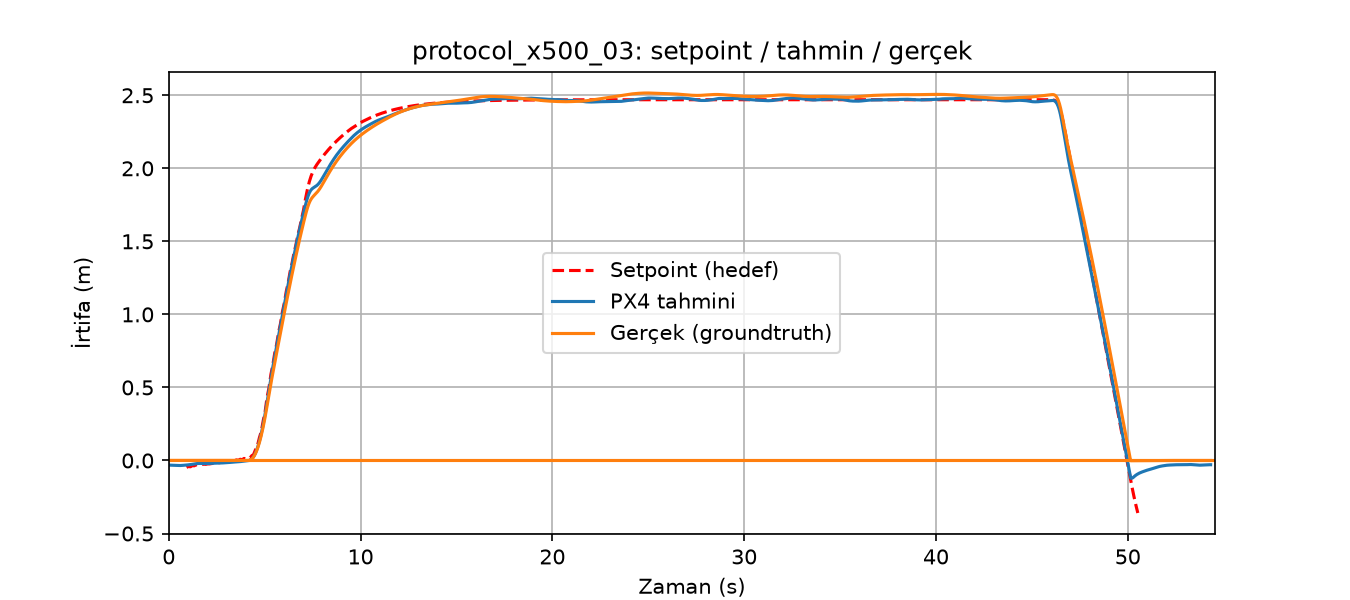 protocol_x500_03: setpoint / tahmin / gerçek
İrtifa (m)
2.5
2.0
1.5
1.0
0.5
0.0
−0.5
Setpoint (hedef)
PX4 tahmini
Gerçek (groundtruth)
0 10 20 30 40 50
Zaman (s)